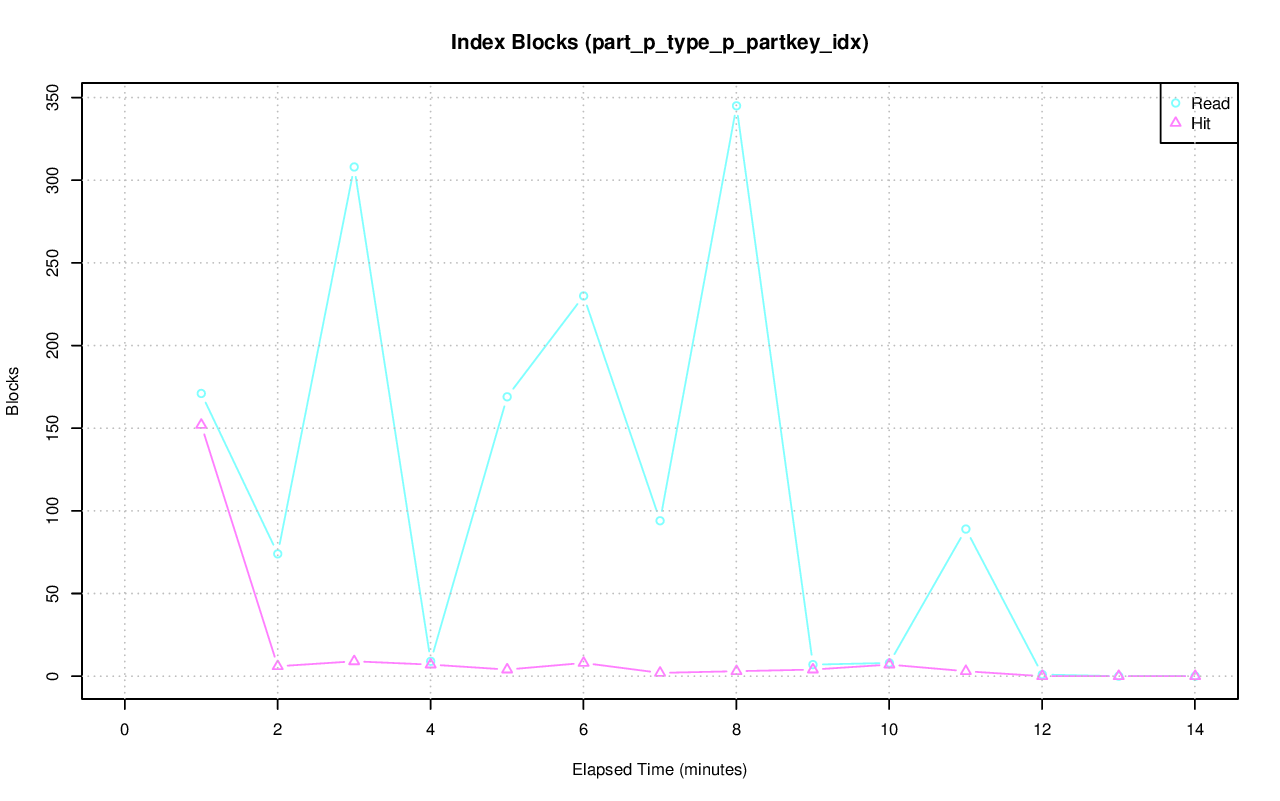 Index Blocks (part_p_type_p_partkey_idx)
Read
Hit
Blocks
350
300
250
200
150
100
50
0
0 2 4 6 8 10 12 14
Elapsed Time (minutes)